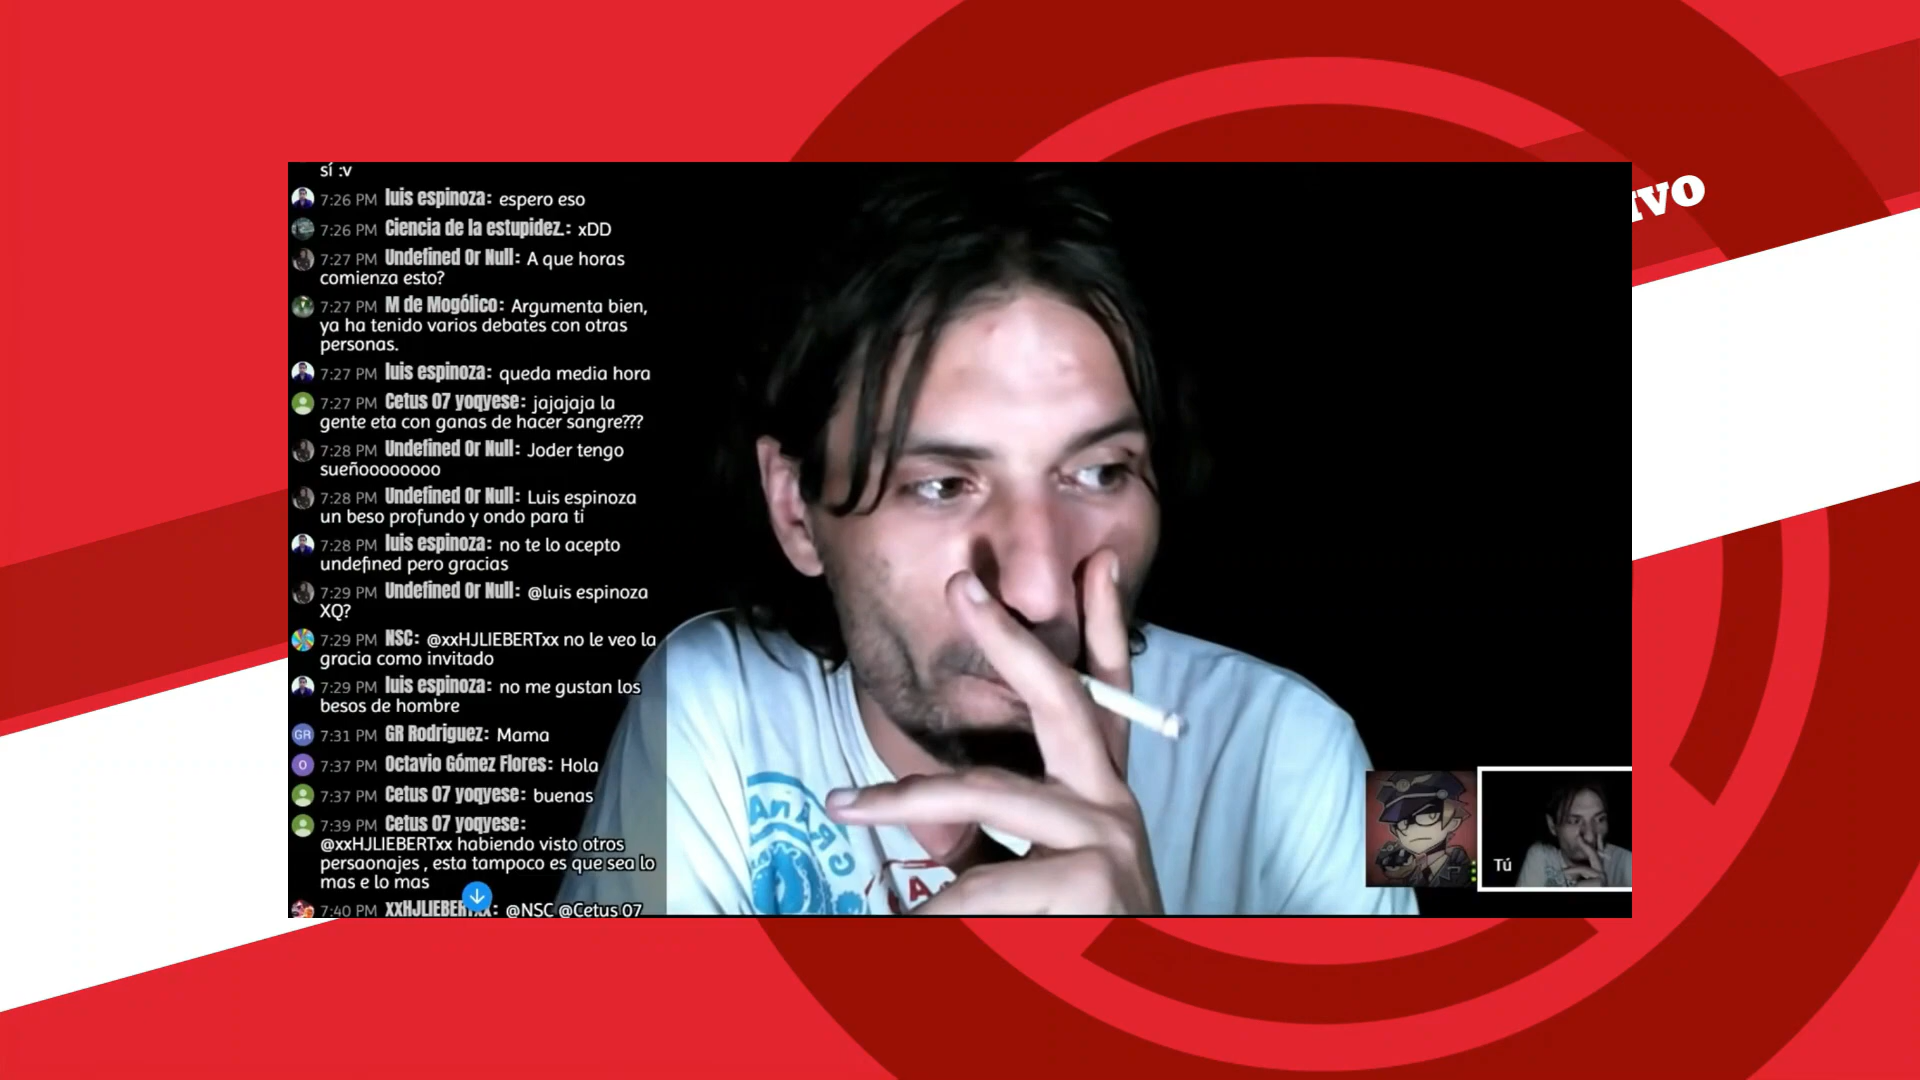 sí :v
ivo
7:26 PM luis espinoza: espero eso
7:26 PM Ciencia de la estupidez.: xDD
7:27 PM Undefined Or Null: A que horas
comienza esto?
7:27 PM M de Mogólico: Argumenta bien,
ya ha tenido varios debates con otras
personas.
7:27 PM luis espinoza: queda media hora
7:27 PM Cetus 07 yoqyese: jajajaja la
gente eta con ganas de hacer sangre???
7:28 PM Undefined Or Null: Joder tengo
sueñoooooooo
7:28 PM Undefined Or Null: Luis espinoza
un beso profundo y ondo para ti
7:28 PM luis espinoza: no te lo acepto
undefined pero gracias
7:29 PM Undefined Or Null: @luis espinoza
XQ?
7:29 PM NSC: @xxHJLIEBERTxx no le veo la
gracia como invitado
7:29 PM luis espinoza: no me gustan los
besos de hombre
GR 7:31 PM GR Rodriguez: Mama
O 7:37 PM Octavio Gómez Flores: Hola
7:37 PM Cetus 07 yoqyese: buenas
7:39 PM Cetus 07 yoqyese:
@xxHJLIEBERTxx habiendo visto otros
persaonajes , esta tampoco es que sea lo
mas e lo mas
7:40 PM xxHJLIEBERTxx: @NSC @Cetus 07
Tú